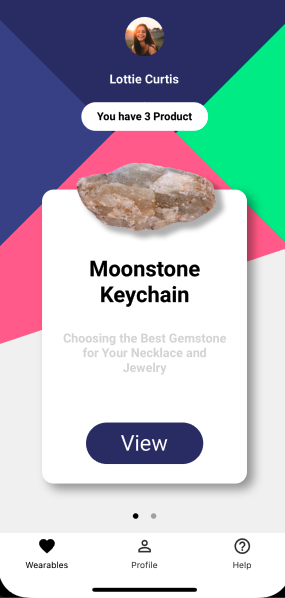 Lottie Curtis
You have 3 Product
Moonstone
Keychain
Choosing the Best Gemstone
for Your Necklace and
Jewelry
View
Wearables
Profile
Help